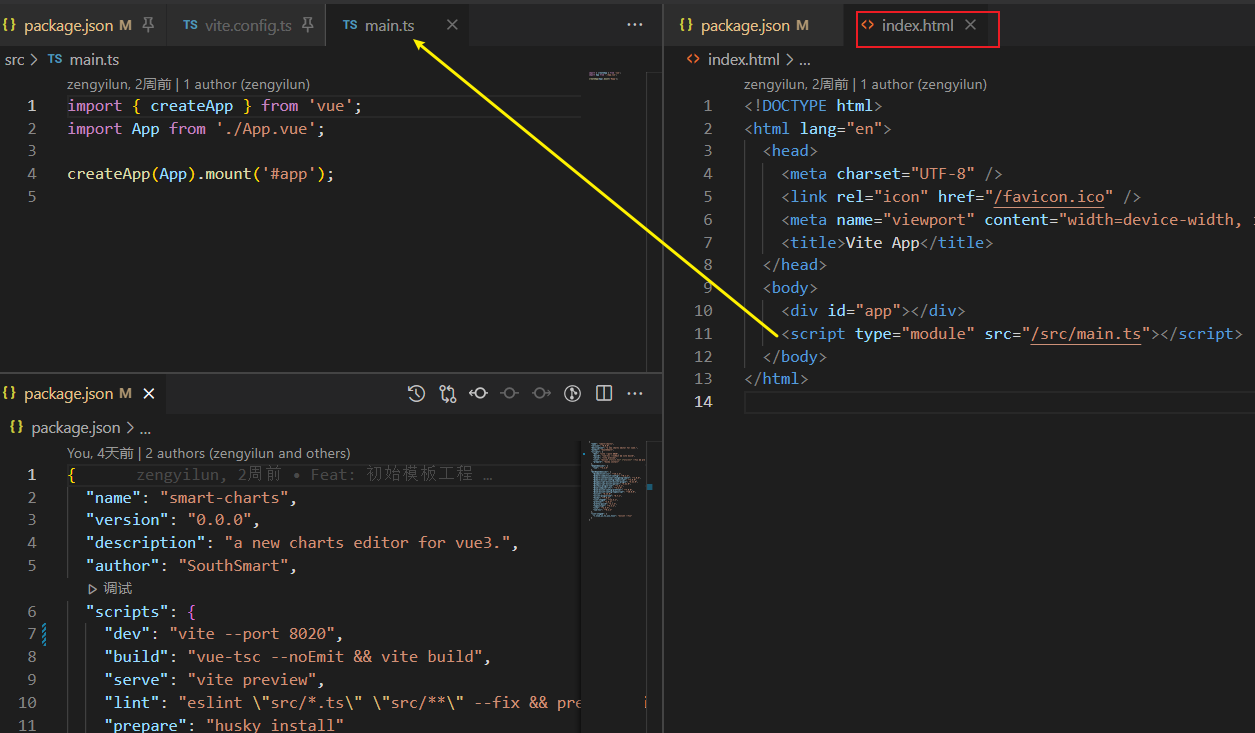 package.json M
vite.config.ts
main.ts
src > main.ts
zengyilun, 2周前 | 1 author (zengyilun)
1 import { createApp } from 'vue';
2 import App from './App.vue';
3
4 createApp(App).mount('#app');
5
package.json M
package.json > ...
You, 4天前 | 2 authors (zengyilun and others)
1 { zengyilun, 2周前 • Feat: 初始模板工程 …
2 "name": "smart-charts",
3 "version": "0.0.0",
4 "description": "a new charts editor for vue3.",
5 "author": "SouthSmart",
调试
6 "scripts": {
7 "dev": "vite --port 8020",
8 "build": "vue-tsc --noEmit && vite build",
9 "serve": "vite preview",
10 "lint": "eslint \"src/*.ts\" \"src/**\" --fix && pre
11 "prepare": "husky install"
package.json M
index.html
index.html > ...
zengyilun, 2周前 | 1 author (zengyilun)
1 <!DOCTYPE html>
2 <html lang="en">
3 <head>
4 <meta charset="UTF-8" />
5 <link rel="icon" href="/favicon.ico" />
6 <meta name="viewport" content="width=device-width,
7 <title>Vite App</title>
8 </head>
9 <body>
10 <div id="app"></div>
11 <script type="module" src="/src/main.ts"></script>
12 </body>
13 </html>
14